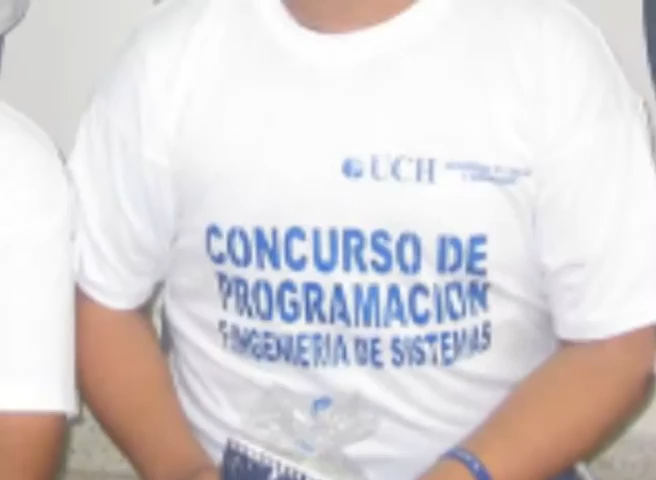 UCH
CONCURSO DE
PROGRAMACION
INGENIERIA DE SISTEMAS